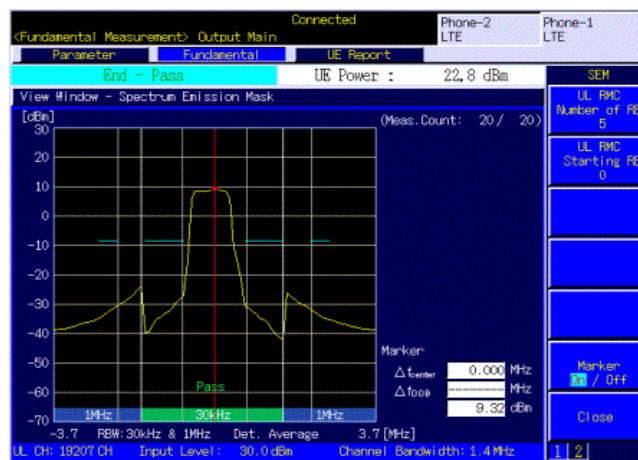 Connected
<Fundamental Measurement> Output Main
Phone-2
LTE
Phone-1
LTE
Parameter
Fundamental
UE Report
End - Pass
UE Power :
22.8 dBm
SEM
View Window - Spectrum Emission Mask
UL RMC
Number of RB
5
[dBm]
(Meas.Count: 20 / 20)
UL RMC
Starting RB
0
30
20
10
0
-10
-20
-30
-40
-50
-60
-70
Marker
Δfcenter
0.000
MHz
ΔfOOB
--------
MHz
9.32
dBm
Pass
Marker
On / Off
1MHz
30kHz
1MHz
Close
-3.7
RBW:30kHz & 1MHz
Det. Average
3.7
[MHz]
UL CH: 19207 CH
Input Level: 30.0 dBm
Channel Bandwidth: 1.4 MHz
1
2